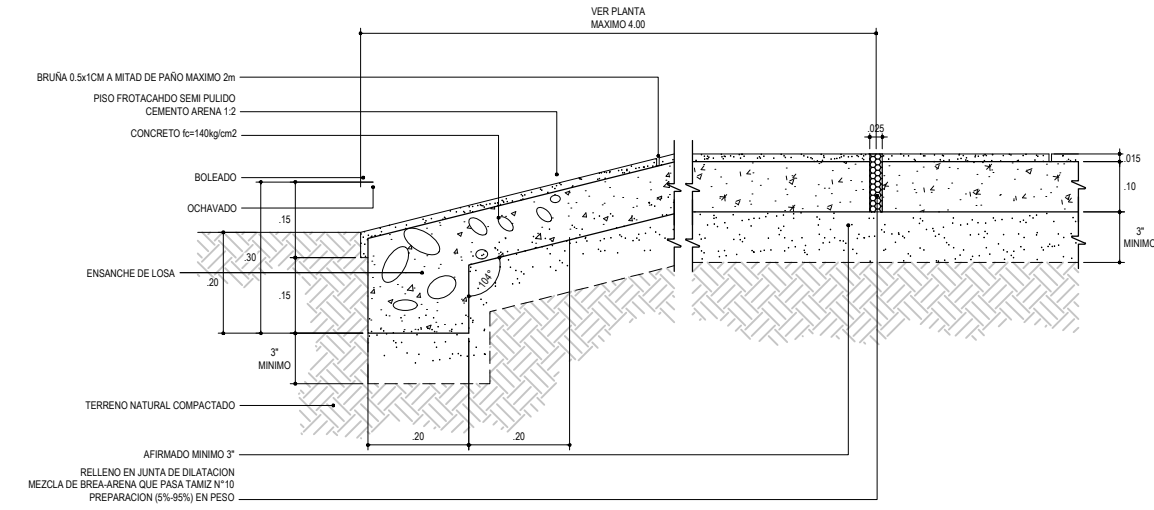 VER PLANTA
MAXIMO 4.00
BRUÑA 0.5x1CM A MITAD DE PAÑO MAXIMO 2m
PISO FROTACAHDO SEMI PULIDO
CEMENTO ARENA 1:2
CONCRETO fc=140kg/cm2
BOLEADO
OCHAVADO
.025
.015
.10
3"
MINIMO
.15
.30
.20
.15
ENSANCHE DE LOSA
104°
3"
MINIMO
TERRENO NATURAL COMPACTADO
.20
.20
AFIRMADO MINIMO 3"
RELLENO EN JUNTA DE DILATACION
MEZCLA DE BREA-ARENA QUE PASA TAMIZ N°10
PREPARACION (5%-95%) EN PESO